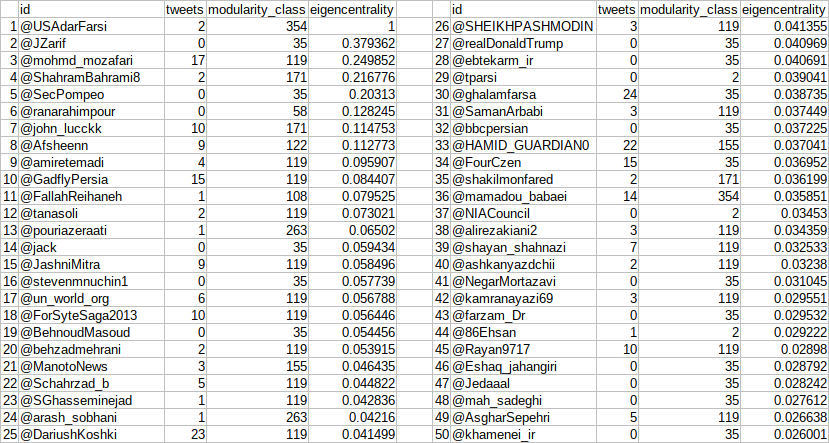 id tweets modularity_class eigencentrality id tweets modularity_class eigencentrality
1 @USAdarFarsi 2 354 1 26 @SHEIKHPASHMODIN 3 119 0.041355
2 @JZarif 0 35 0.379362 27 @realDonaldTrump 0 35 0.040969
3 @mohmd_mozafari 17 119 0.249852 28 @ebtekarm_ir 0 35 0.040691
4 @ShahramBahrami8 2 171 0.216776 29 @tparsi 0 2 0.039041
5 @SecPompeo 0 35 0.20313 30 @ghalamfarsa 24 35 0.038735
6 @ranarahimpour 0 58 0.128245 31 @SamanArbabi 3 119 0.037449
7 @john_lucckk 10 171 0.114753 32 @bbcpersian 0 35 0.037225
8 @Afsheenn 9 122 0.112773 33 @HAMID_GUARDIAN0 22 155 0.037041
9 @amiretemadi 4 119 0.095907 34 @FourCzen 15 35 0.036952
10 @GadflyPersia 15 119 0.084407 35 @shakilmonfared 2 171 0.036199
11 @FallahReihaneh 1 108 0.079525 36 @mamadou_babaei 14 354 0.035851
12 @tanasoli 2 119 0.073021 37 @NIACouncil 0 2 0.03453
13 @pouriazeraati 1 263 0.06502 38 @alirezakiani2 3 119 0.034359
14 @jack 0 35 0.059434 39 @shayan_shahnazi 7 119 0.032533
15 @JashniMitra 9 119 0.058496 40 @ashkanyazdchii 2 119 0.03238
16 @stevenmnuchin1 0 35 0.057739 41 @NegarMortazavi 0 35 0.031045
17 @un_world_org 6 119 0.056788 42 @kamranayazi69 3 119 0.029551
18 @ForSyteSaga2013 10 119 0.056446 43 @farzam_Dr 0 35 0.029532
19 @BehnoudMasoud 0 35 0.054456 44 @86Ehsan 1 2 0.029222
20 @behzadmehrani 2 119 0.053915 45 @Rayan9717 10 119 0.02898
21 @ManotoNews 3 155 0.046435 46 @Eshaq_jahangiri 0 35 0.028792
22 @Schahrzad_b 5 119 0.044822 47 @Jedaaal 0 35 0.028242
23 @SGhasseminejad 1 119 0.042836 48 @mah_sadeghi 0 35 0.027612
24 @arash_sobhani 1 263 0.04216 49 @AsgharSepehri 5 119 0.026638
25 @DariushKoshki 23 119 0.041499 50 @khamenei_ir 0 35 0.026001